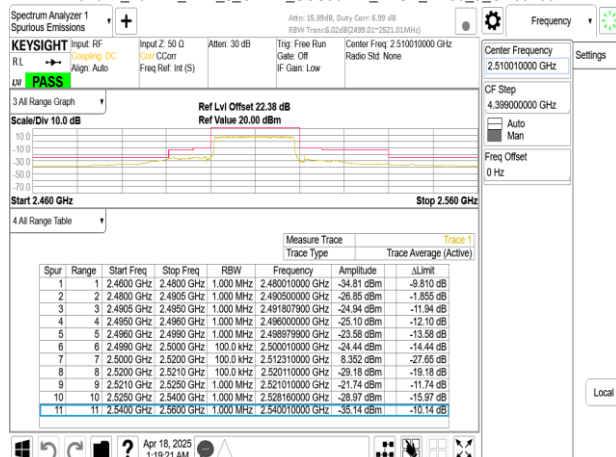 Spectrum Analyzer 1
Spurious Emissions
Attn: 15.39dB, Duty Corr: 6.99 dB
RBW Trans:6.02dB(2499.01~2521.01MHz)
Frequency
Settings
KEYSIGHT
RL
LXI PASS
Input: RF
Coupling: DC
Align: Auto
Input Z: 50 Ω
Corr CCorr
Freq Ref: Int (S)
Atten: 30 dB
Trig: Free Run
Gate: Off
IF Gain: Low
Center Freq: 2.510010000 GHz
Radio Std: None
Center Frequency
2.510010000 GHz
CF Step
4.399000000 GHz
Auto
Man
Freq Offset
0 Hz
3 All Range Graph
Scale/Div 10.0 dB
Ref Lvl Offset 22.38 dB
Ref Value 20.00 dBm
10.0
-10.0
-30.0
-50.0
-70.0
Start 2.460 GHz
Stop 2.560 GHz
4 All Range Table
Measure Trace Trace 1
Trace Type Trace Average (Active)
Spur Range Start Freq Stop Freq RBW Frequency Amplitude ΔLimit
1 1 2.4600 GHz 2.4800 GHz 1.000 MHz 2.480010000 GHz -34.81 dBm -9.810 dB
2 2 2.4800 GHz 2.4905 GHz 1.000 MHz 2.490500000 GHz -26.85 dBm -1.855 dB
3 3 2.4905 GHz 2.4950 GHz 1.000 MHz 2.491807900 GHz -24.94 dBm -11.94 dB
4 4 2.4950 GHz 2.4960 GHz 1.000 MHz 2.496000000 GHz -25.10 dBm -12.10 dB
5 5 2.4960 GHz 2.4990 GHz 1.000 MHz 2.498979900 GHz -23.58 dBm -13.58 dB
6 6 2.4990 GHz 2.5000 GHz 100.0 kHz 2.500010000 GHz -24.44 dBm -14.44 dB
7 7 2.5000 GHz 2.5200 GHz 100.0 kHz 2.512310000 GHz 8.352 dBm -27.65 dB
8 8 2.5200 GHz 2.5210 GHz 100.0 kHz 2.520110000 GHz -29.18 dBm -19.18 dB
9 9 2.5210 GHz 2.5250 GHz 1.000 MHz 2.521010000 GHz -21.74 dBm -11.74 dB
10 10 2.5250 GHz 2.5400 GHz 1.000 MHz 2.528160000 GHz -28.97 dBm -15.97 dB
11 11 2.5400 GHz 2.5600 GHz 1.000 MHz 2.540010000 GHz -35.14 dBm -10.14 dB
Local
?
Apr 18, 2025
1:19:21 AM